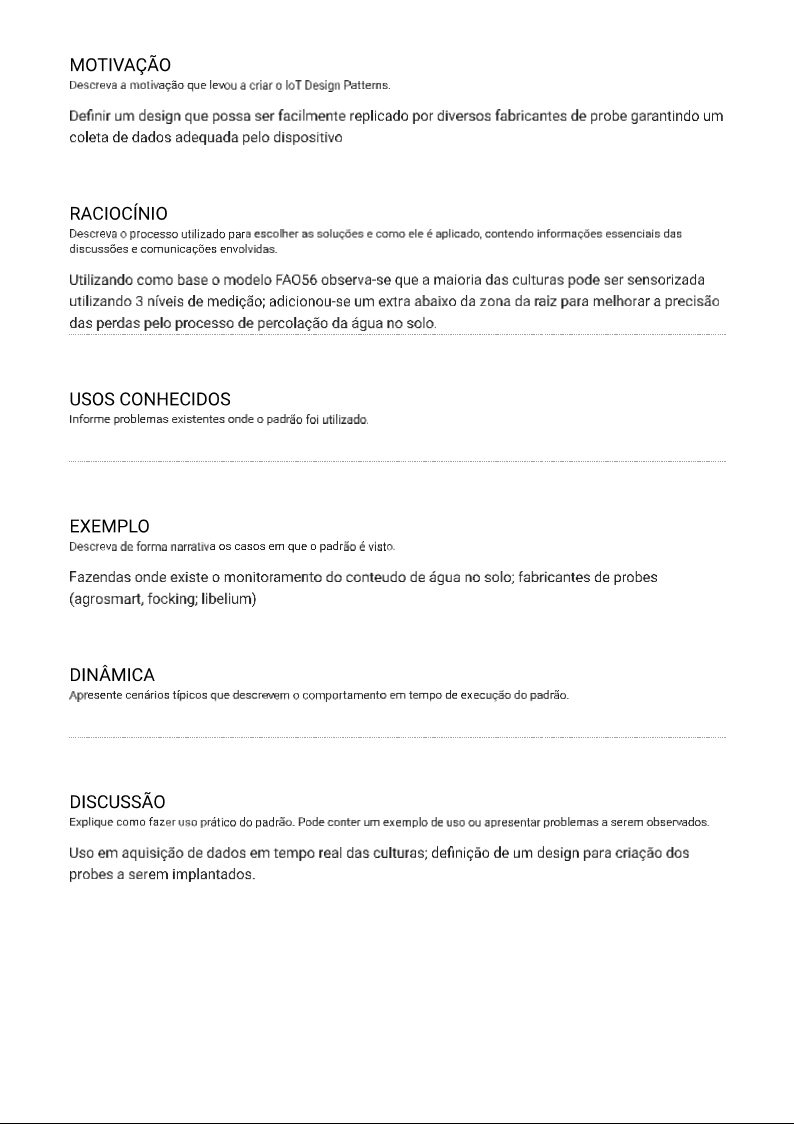 MOTIVAÇÃO
Descreva a motivação que levou a criar o IoT Design Patterns.
Definir um design que possa ser facilmente replicado por diversos fabricantes de probe garantindo um
coleta de dados adequada pelo dispositivo
RACIOCÍNIO
Descreva o processo utilizado para escolher as soluções e como ele é aplicado, contendo informações essenciais das
discussões e comunicações envolvidas.
Utilizando como base o modelo FAO56 observa-se que a maioria das culturas pode ser sensorizada
utilizando 3 níveis de medição; adicionou-se um extra abaixo da zona da raiz para melhorar a precisão
das perdas pelo processo de percolação da água no solo.
USOS CONHECIDOS
Informe problemas existentes onde o padrão foi utilizado.
EXEMPLO
Descreva de forma narrativa os casos em que o padrão é visto.
Fazendas onde existe o monitoramento do conteudo de água no solo; fabricantes de probes
(agrosmart, focking; libelium)
DINÂMICA
Apresente cenários típicos que descrevem o comportamento em tempo de execução do padrão.
DISCUSSÃO
Explique como fazer uso prático do padrão. Pode conter um exemplo de uso ou apresentar problemas a serem observados.
Uso em aquisição de dados em tempo real das culturas; definição de um design para criação dos
probes a serem implantados.